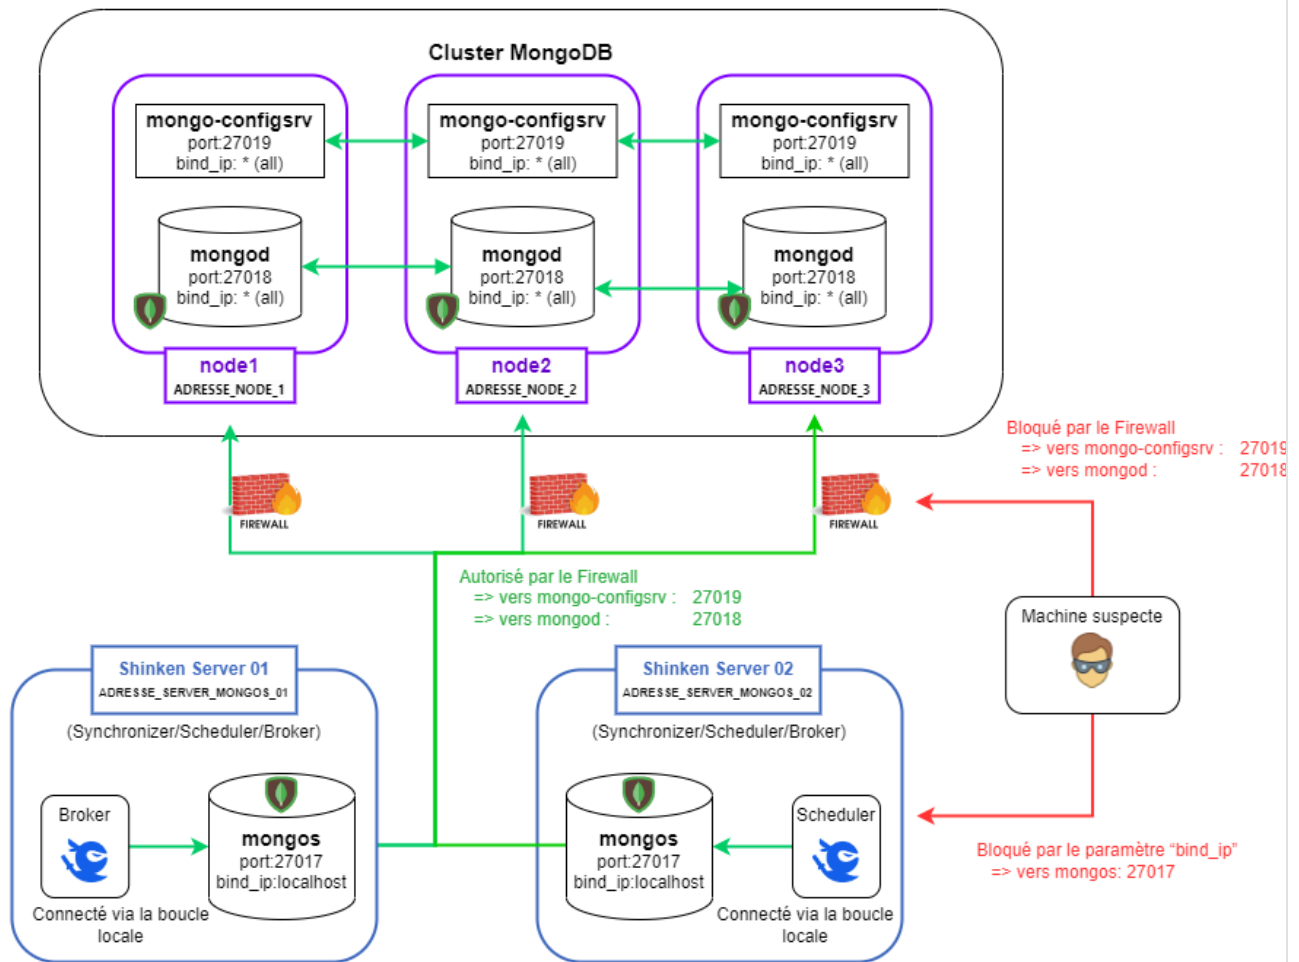 Cluster MongoDB
mongo-configsrv
port:27019
bind_ip: * (all)
mongod
port:27018
bind_ip: * (all)
node1
ADRESSE_NODE_1
mongo-configsrv
port:27019
bind_ip: * (all)
mongod
port:27018
bind_ip: * (all)
node2
ADRESSE_NODE_2
mongo-configsrv
port:27019
bind_ip: * (all)
mongod
port:27018
bind_ip: * (all)
node3
ADRESSE_NODE_3
Bloqué par le Firewall
=> vers mongo-configsrv : 27019
=> vers mongod : 27018
FIREWALL
FIREWALL
FIREWALL
Autorisé par le Firewall
=> vers mongo-configsrv : 27019
=> vers mongod : 27018
Machine suspecte
Shinken Server 01
ADRESSE_SERVER_MONGOS_01
(Synchronizer/Scheduler/Broker)
Broker
mongos
port:27017
bind_ip:localhost
Connecté via la boucle
locale
Shinken Server 02
ADRESSE_SERVER_MONGOS_02
(Synchronizer/Scheduler/Broker)
mongos
port:27017
bind_ip:localhost
Scheduler
Connecté via la boucle
locale
Bloqué par le paramètre “bind_ip”
=> vers mongos: 27017